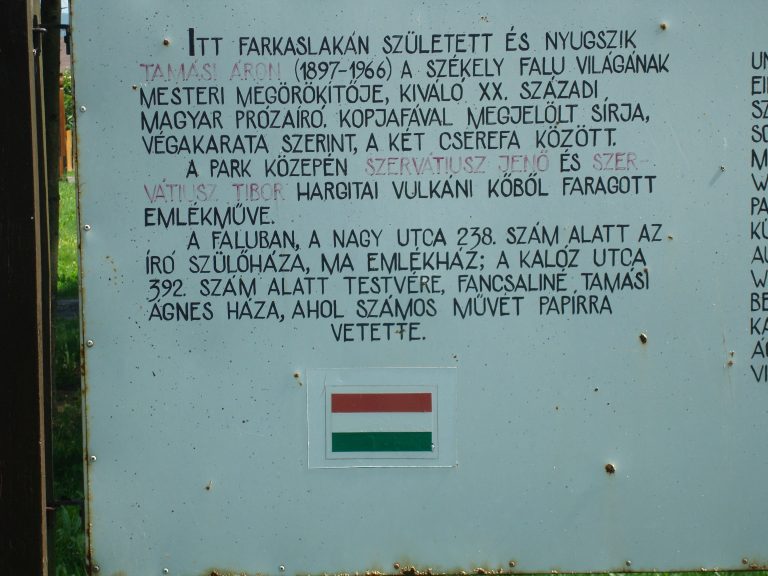 ITT FARKASLAKÁN SZÜLETETT ÉS NYUGSZIK
TAMÁSI ÁRON (1897-1966) A SZÉKELY FALU VILÁGÁNAK
MESTERI MEGÖRÖKÍTŐJE, KIVÁLÓ XX. SZÁZADI
MAGYAR PRÓZAÍRÓ. KOPJAFÁVAL MEGJELÖLT SÍRJA,
VÉGAKARATA SZERINT, A KÉT CSEREFA KÖZÖTT.
A PARK KÖZEPÉN SZERVÁTIUSZ JENŐ ÉS SZER-
VÁTIUSZ TIBOR HARGITAI VULKÁNI KŐBŐL FARAGOTT
EMLÉKMŰVE.
A FALUBAN, A NAGY UTCA 238. SZÁM ALATT AZ
ÍRÓ SZÜLŐHÁZA, MA EMLÉKHÁZ; A KALÓZ UTCA
392. SZÁM ALATT TESTVÉRE, FANCSALINÉ TAMÁSI
ÁGNES HÁZA, AHOL SZÁMOS MŰVÉT PAPÍRRA
VETETTE.